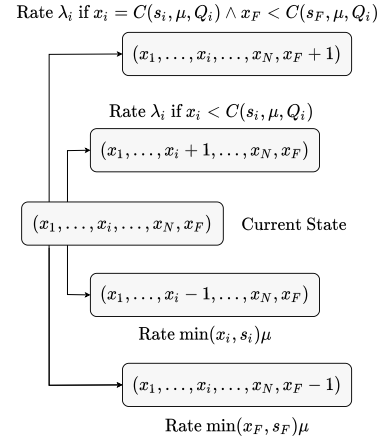 Rate λ_i if x_i = C(s_i, μ, Q_i) ∧ x_F < C(s_F, μ, Q_i)
(x_1, . . . , x_i, . . . , x_N, x_F + 1)
Rate λ_i if x_i < C(s_i, μ, Q_i)
(x_1, . . . , x_i + 1, . . . , x_N, x_F)
(x_1, . . . , x_i, . . . , x_N, x_F) Current State
(x_1, . . . , x_i − 1, . . . , x_N, x_F)
Rate min(x_i, s_i)μ
(x_1, . . . , x_i, . . . , x_N, x_F − 1)
Rate min(x_F, s_F)μ